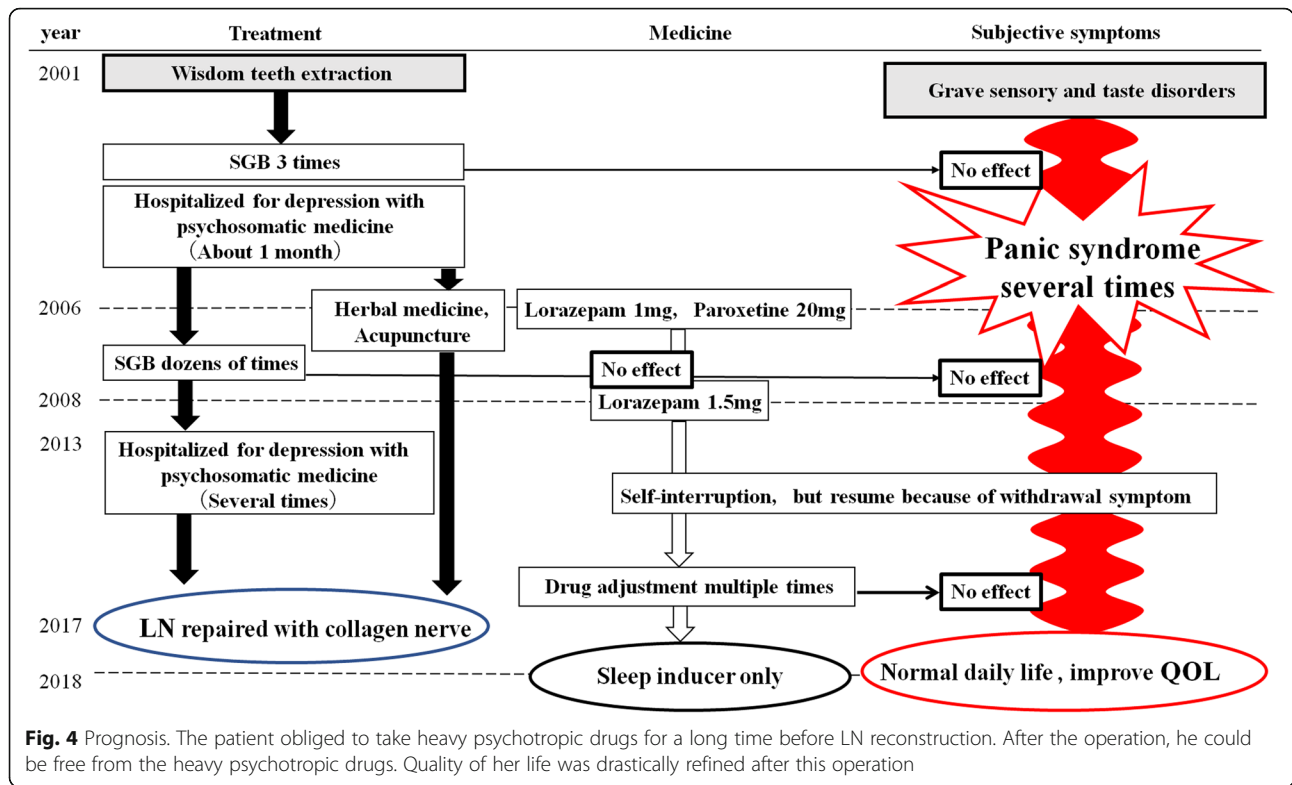 year Treatment Medicine Subjective symptoms
2001
Wisdom teeth extraction
Grave sensory and taste disorders
SGB 3 times
No effect
Hospitalized for depression with
psychosomatic medicine
（About 1 month）
Panic syndrome
several times
2006
Herbal medicine,
Acupuncture
Lorazepam 1mg, Paroxetine 20mg
SGB dozens of times
No effect
No effect
2008
Lorazepam 1.5mg
2013
Hospitalized for depression with
psychosomatic medicine
（Several times）
Self-interruption, but resume because of withdrawal symptom
Drug adjustment multiple times
No effect
2017
LN repaired with collagen nerve
2018
Sleep inducer only
Normal daily life , improve QOL
Fig. 4 Prognosis. The patient obliged to take heavy psychotropic drugs for a long time before LN reconstruction. After the operation, he could
be free from the heavy psychotropic drugs. Quality of her life was drastically refined after this operation